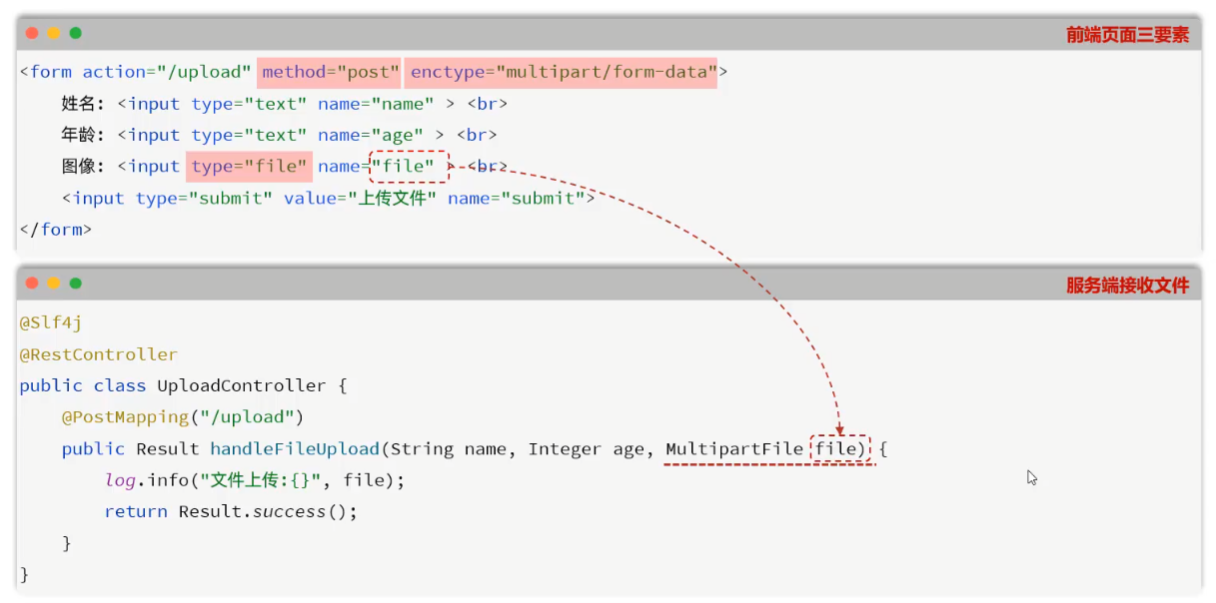 前端页面三要素
<form action="/upload" method="post" enctype="multipart/form-data">
姓名: <input type="text" name="name" > <br>
年龄: <input type="text" name="age" > <br>
图像: <input type="file" name="file" > <br>
<input type="submit" value="上传文件" name="submit">
</form>
服务端接收文件
@Slf4j
@RestController
public class UploadController {
@PostMapping("/upload")
public Result handleFileUpload(String name, Integer age, MultipartFile file) {
log.info("文件上传:{}", file);
return Result.success();
}
}